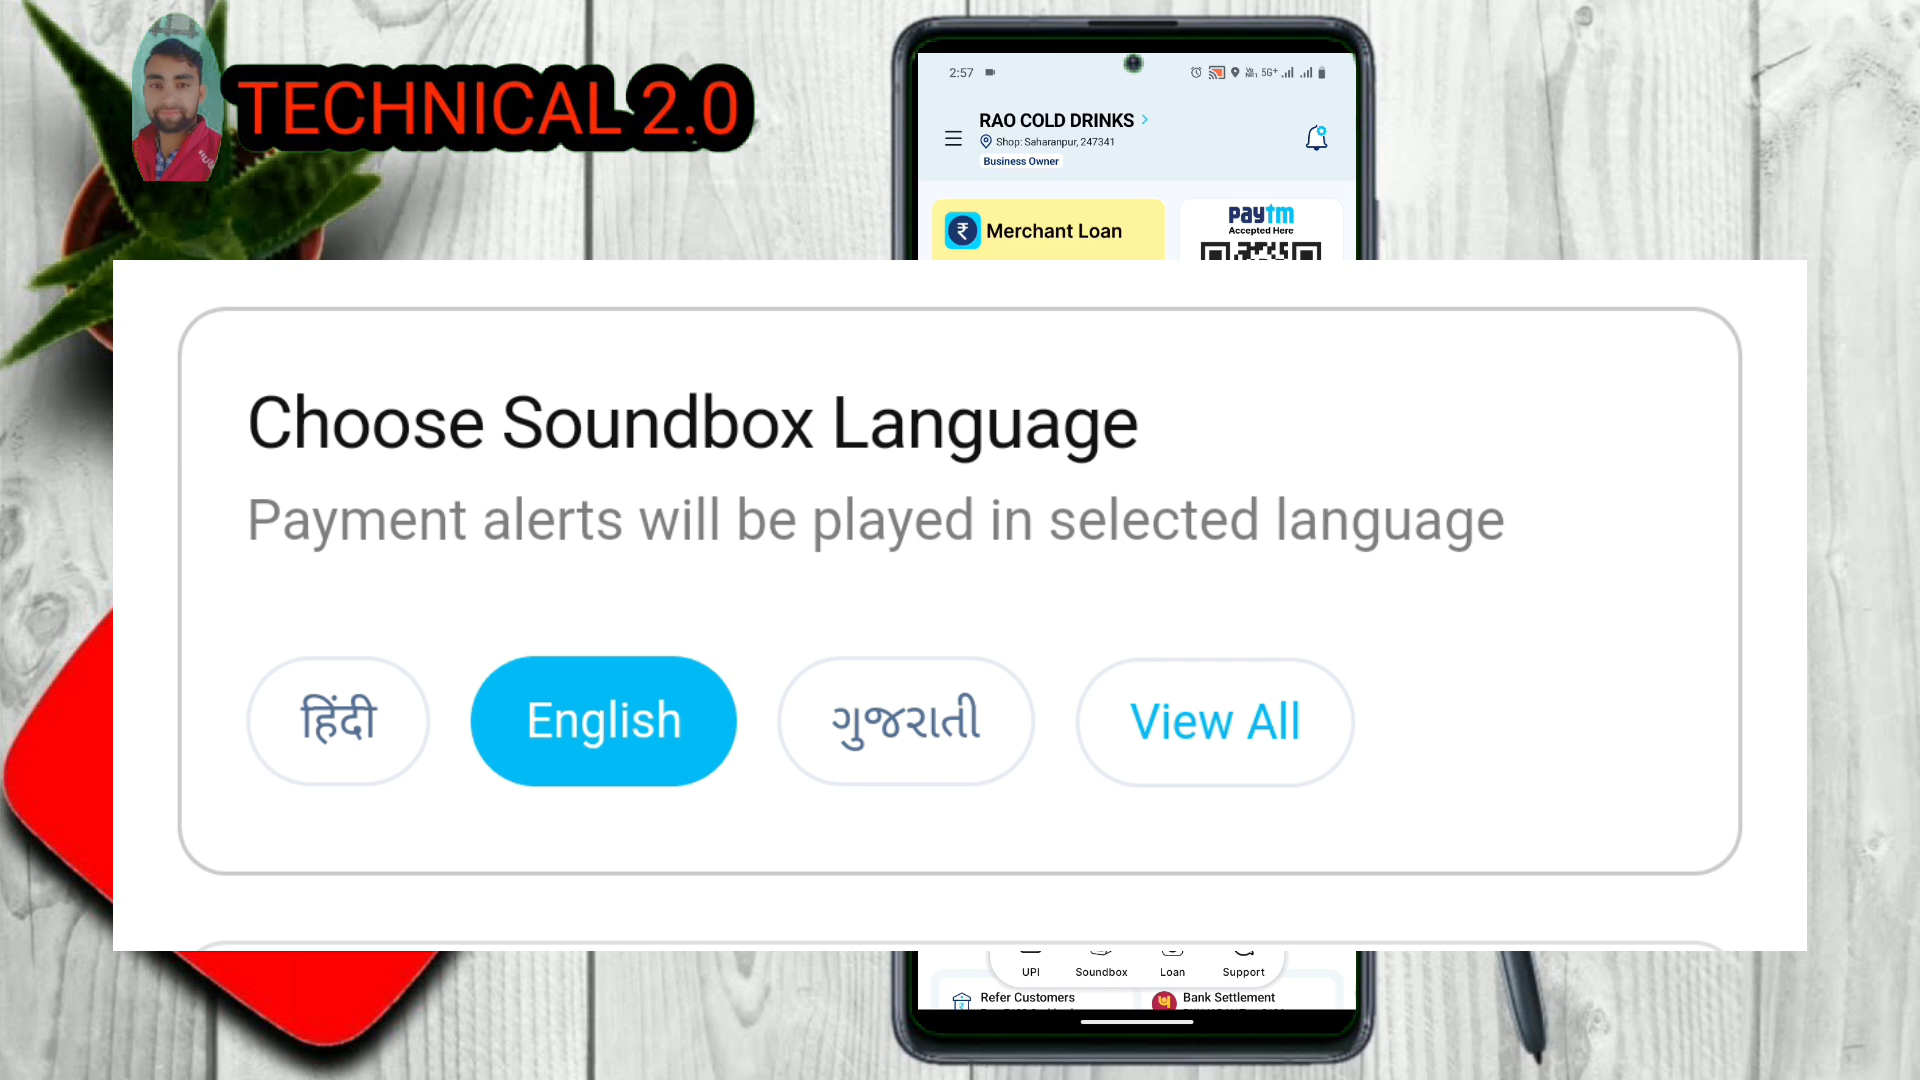 TECHNICAL 2.0
2:57
5G+
RAO COLD DRINKS
Shop: Saharanpur, 247341
Business Owner
Merchant Loan
paytm
Accepted Here
Choose Soundbox Language
Payment alerts will be played in selected language
हिंदी
English
ગુજરાતી
View All
UPI
Soundbox
Loan
Support
Refer Customers
Bank Settlement